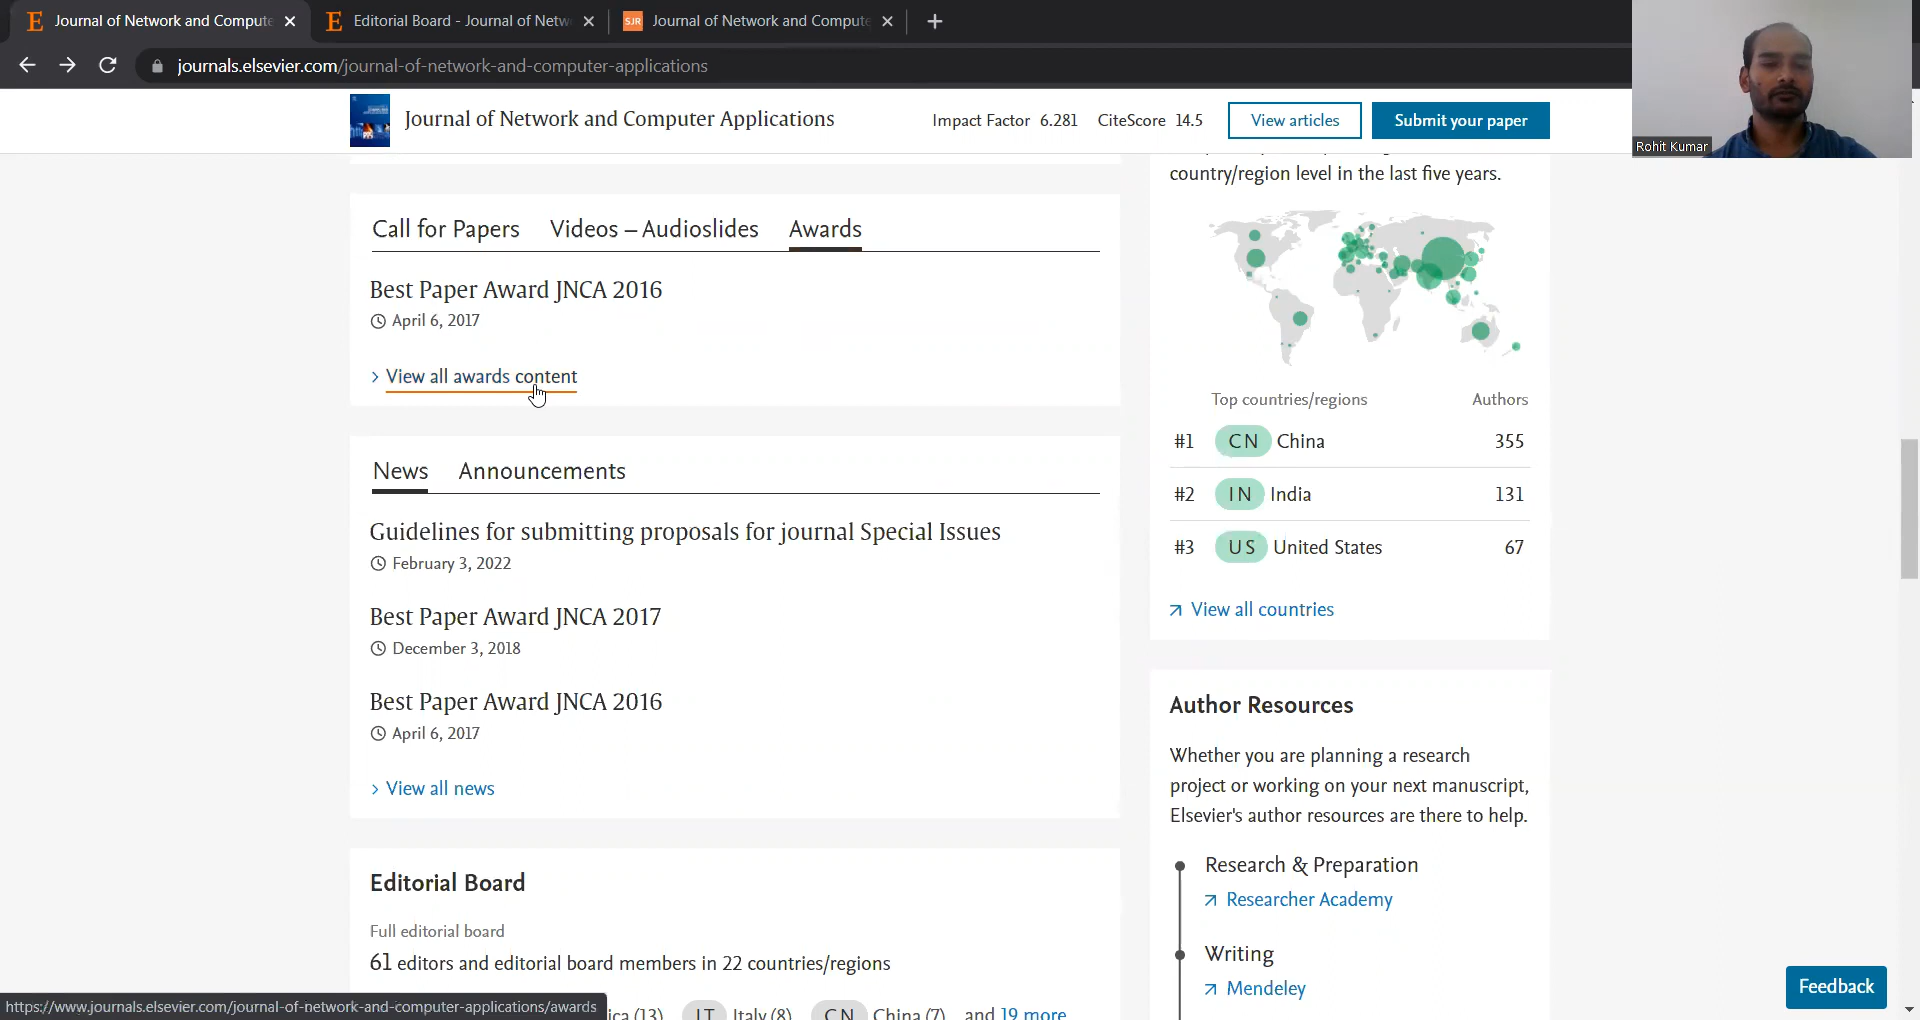 Journal of Network and Compute
Editorial Board - Journal of Netw
SJR
Journal of Network and Compute
journals.elsevier.com/journal-of-network-and-computer-applications
Rohit Kumar
Journal of Network and Computer Applications
Impact Factor 6.281
CiteScore 14.5
View articles
Submit your paper
country/region level in the last five years.
Call for Papers
Videos – Audioslides
Awards
Best Paper Award JNCA 2016
April 6, 2017
> View all awards content
Top countries/regions
Authors
#1 CN China 355
#2 IN India 131
#3 US United States 67
View all countries
News
Announcements
Guidelines for submitting proposals for journal Special Issues
February 3, 2022
Best Paper Award JNCA 2017
December 3, 2018
Best Paper Award JNCA 2016
April 6, 2017
> View all news
Author Resources
Whether you are planning a research
project or working on your next manuscript,
Elsevier's author resources are there to help.
Research & Preparation
Researcher Academy
Writing
Mendeley
Editorial Board
Full editorial board
61 editors and editorial board members in 22 countries/regions
ica (13) IT Italy (8) CN China (7) and 19 more
Feedback
https://www.journals.elsevier.com/journal-of-network-and-computer-applications/awards